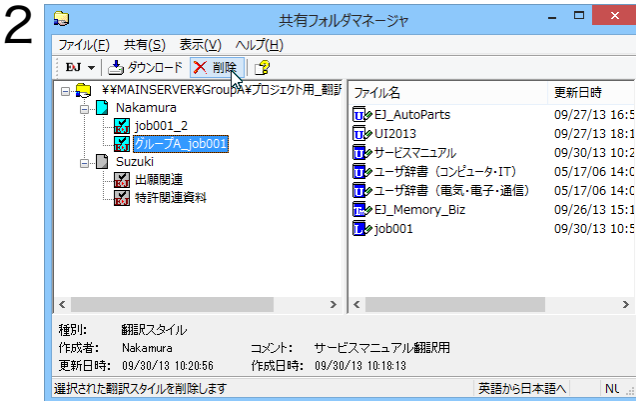 2
共有フォルダマネージャ
ファイル(F) 共有(S) 表示(V) ヘルプ(H)
EJ ダウンロード 削除
¥¥MAINSERVER¥GroupA¥プロジェクト用_翻訳
Nakamura
job001_2
グループA_job001
Suzuki
出願関連
特許関連資料
ファイル名 更新日時
EJ_AutoParts 09/27/13 16:5
UI2013 09/27/13 18:1
サービスマニュアル 09/30/13 10:2
ユーザ辞書（コンピュータ・IT） 05/17/06 14:0
ユーザ辞書（電気・電子・通信） 05/17/06 14:0
EJ_Memory_Biz 09/26/13 15:1
job001 09/30/13 10:5
種別: 翻訳スタイル
作成者: Nakamura コメント: サービスマニュアル翻訳用
更新日時: 09/30/13 10:20:56 作成日時: 09/30/13 10:18:13
選択された翻訳スタイルを削除します 英語から日本語へ NU